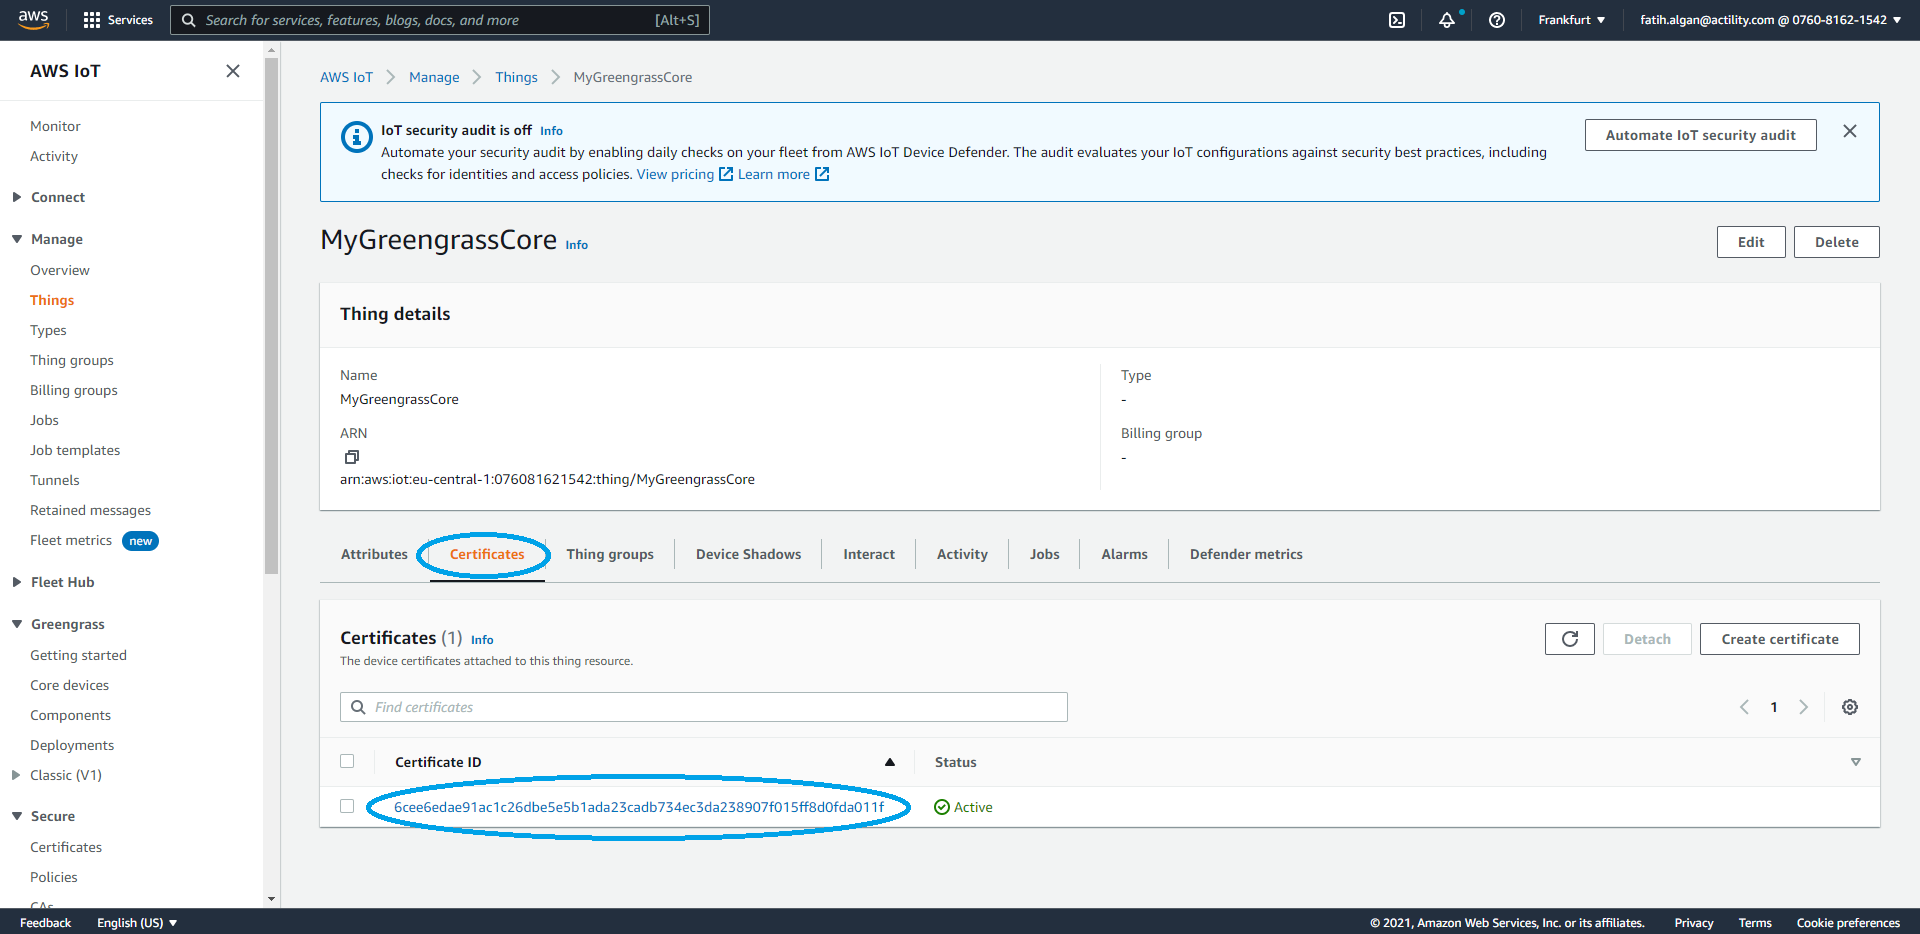 aws
Services
Search for services, features, blogs, docs, and more
[Alt+S]
Frankfurt
fatih.algan@actility.com @ 0760-8162-1542
AWS IoT
Monitor
Activity
Connect
Manage
Overview
Things
Types
Thing groups
Billing groups
Jobs
Job templates
Tunnels
Retained messages
Fleet metrics new
Fleet Hub
Greengrass
Getting started
Core devices
Components
Deployments
Classic (V1)
Secure
Certificates
Policies
CAs
AWS IoT Manage Things MyGreengrassCore
IoT security audit is off Info
Automate your security audit by enabling daily checks on your fleet from AWS IoT Device Defender. The audit evaluates your IoT configurations against security best practices, including
checks for identities and access policies. View pricing Learn more
Automate IoT security audit
MyGreengrassCore Info
Edit Delete
Thing details
Name
MyGreengrassCore
ARN
arn:aws:iot:eu-central-1:076081621542:thing/MyGreengrassCore
Type
-
Billing group
-
Attributes Certificates Thing groups Device Shadows Interact Activity Jobs Alarms Defender metrics
Certificates (1) Info
The device certificates attached to this thing resource.
Detach Create certificate
Find certificates
1
Certificate ID Status
6cee6edae91ac1c26dbe5e5b1ada23cadb734ec3da238907f015ff8d0fda011f Active
Feedback English (US)
© 2021, Amazon Web Services, Inc. or its affiliates. Privacy Terms Cookie preferences